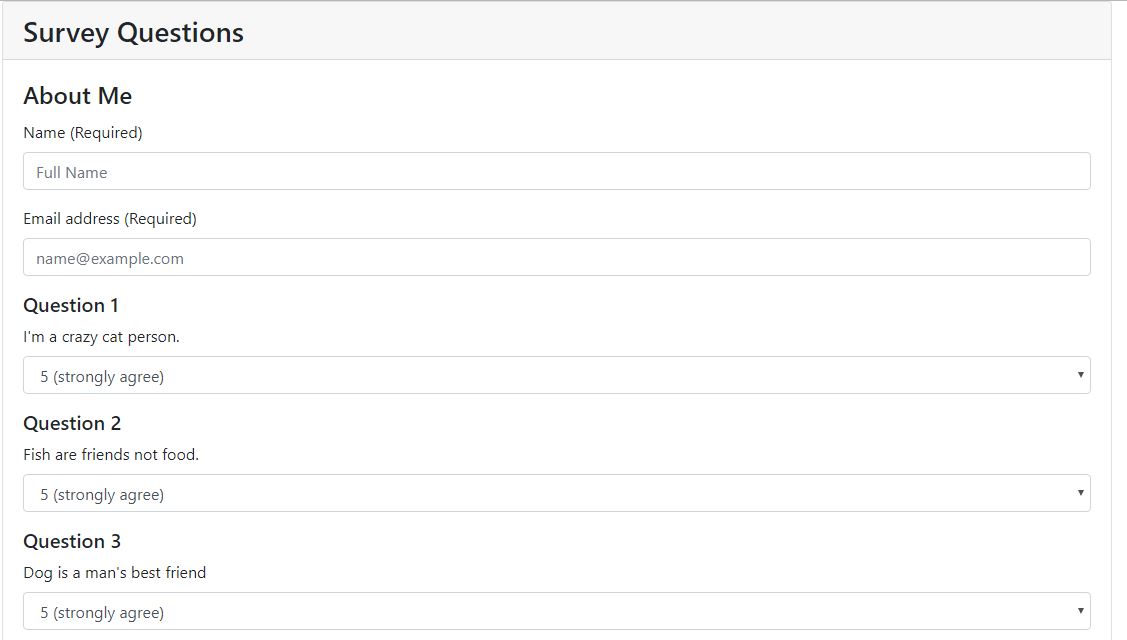 Survey Questions
About Me
Name (Required)
Full Name
Email address (Required)
name@example.com
Question 1
I'm a crazy cat person.
5 (strongly agree)
Question 2
Fish are friends not food.
5 (strongly agree)
Question 3
Dog is a man's best friend
5 (strongly agree)